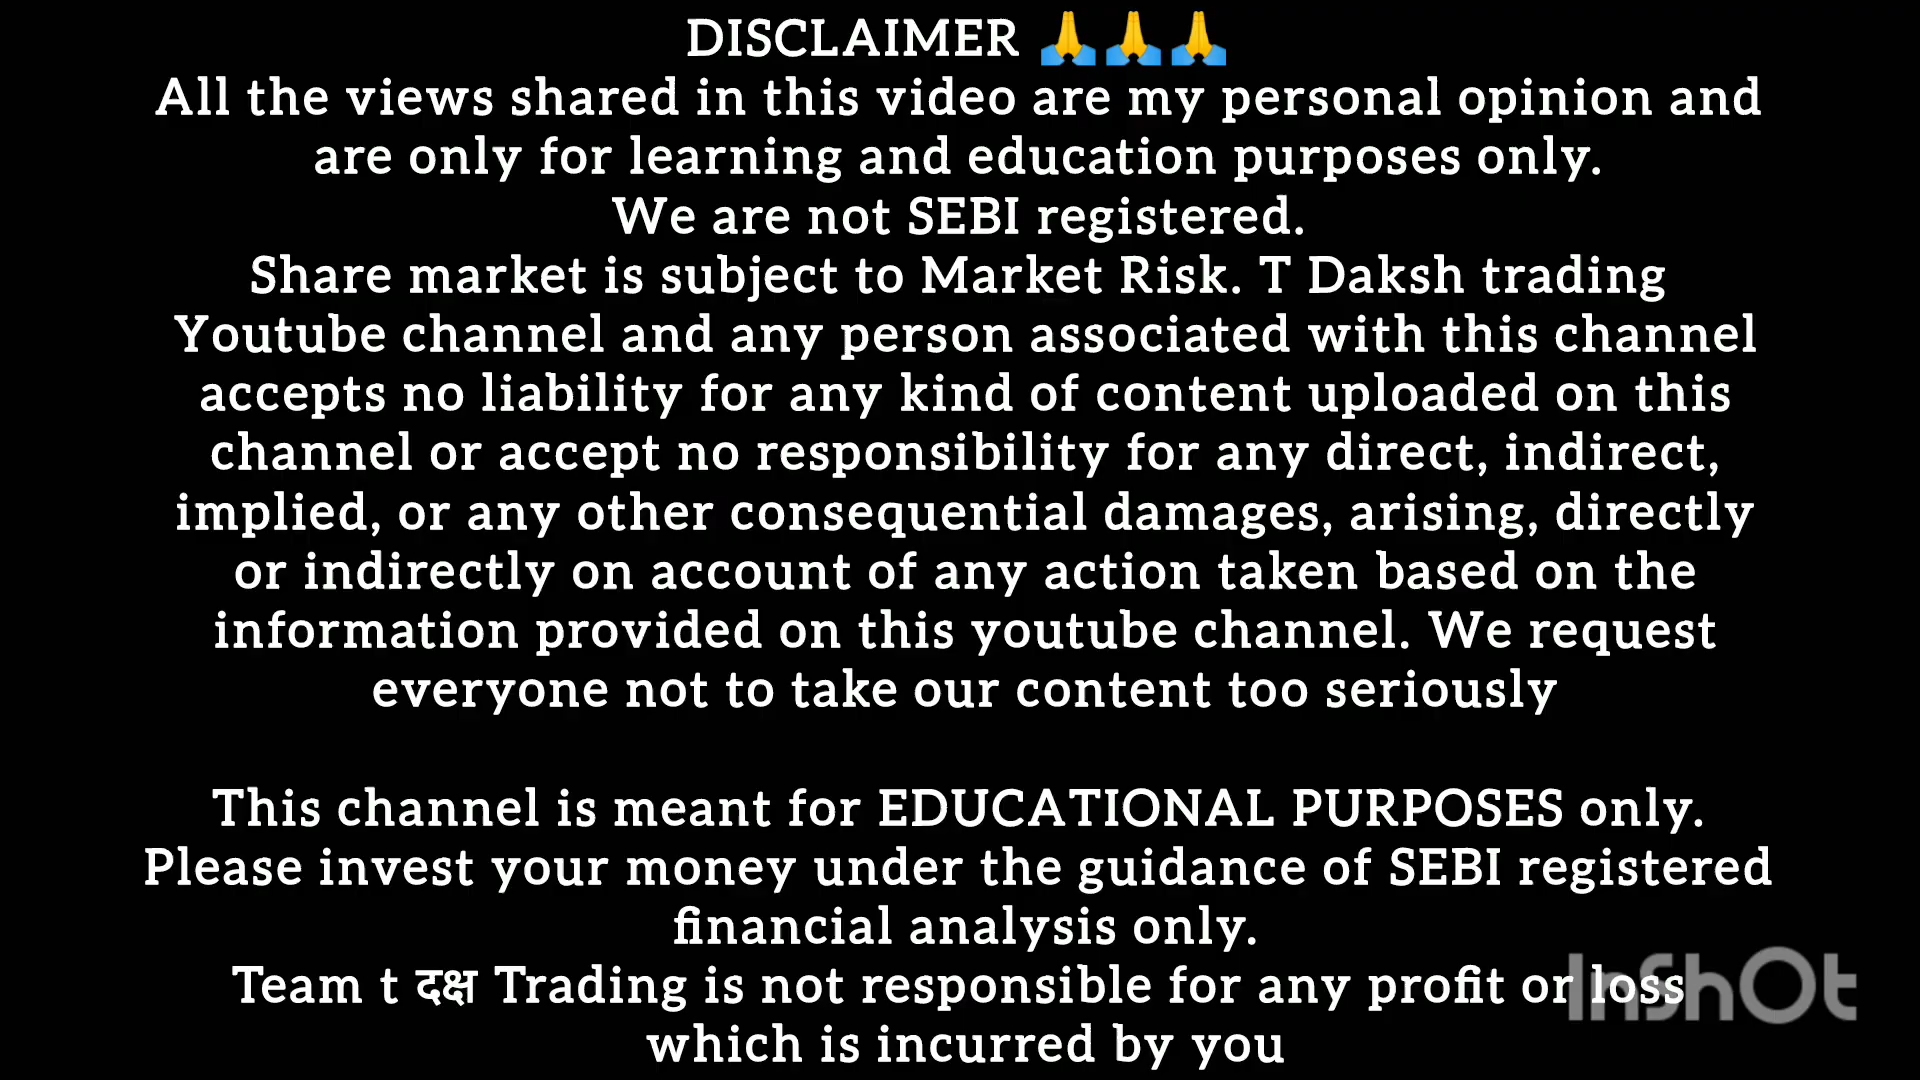 DISCLAIMER 🙏🙏🙏
All the views shared in this video are my personal opinion and
are only for learning and education purposes only.
We are not SEBI registered.
Share market is subject to Market Risk. T Daksh trading
Youtube channel and any person associated with this channel
accepts no liability for any kind of content uploaded on this
channel or accept no responsibility for any direct, indirect,
implied, or any other consequential damages, arising, directly
or indirectly on account of any action taken based on the
information provided on this youtube channel. We request
everyone not to take our content too seriously
This channel is meant for EDUCATIONAL PURPOSES only.
Please invest your money under the guidance of SEBI registered
financial analysis only.
Team t दक्ष Trading is not responsible for any profit or loss
which is incurred by you
InShOt